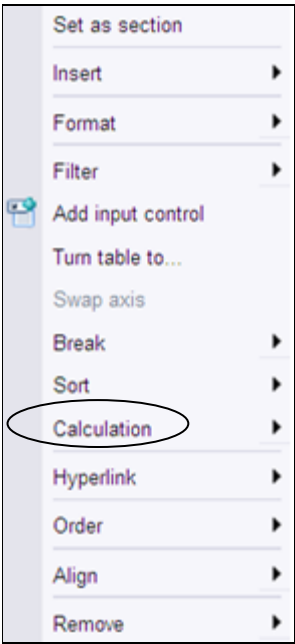 Set as section
Insert
Format
Filter
Add input control
Turn table to...
Swap axis
Break
Sort
Calculation
Hyperlink
Order
Align
Remove